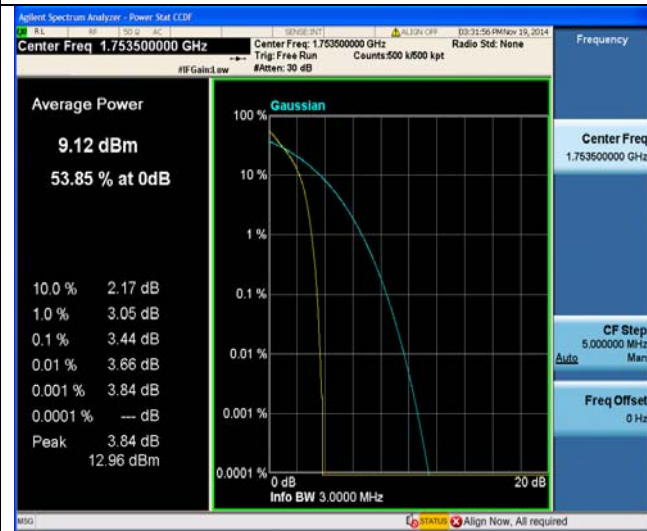 Agilent Spectrum Analyzer - Power Stat CCDF
RL RF 50 Ω AC SENSE:INT ALIGN OFF 03:31:56 PM Nov 19, 2014
Center Freq 1.753500000 GHz
Center Freq: 1.753500000 GHz Radio Std: None
Trig: Free Run Counts:500 k/500 kpt
#IFGain:Low #Atten: 30 dB
Frequency
Average Power
9.12 dBm
53.85 % at 0dB
10.0 % 2.17 dB
1.0 % 3.05 dB
0.1 % 3.44 dB
0.01 % 3.66 dB
0.001 % 3.84 dB
0.0001 % --- dB
Peak 3.84 dB
12.96 dBm
Gaussian
100 %
10 %
1 %
0.1 %
0.01 %
0.001 %
0.0001 %
0 dB 20 dB
Info BW 3.0000 MHz
Center Freq
1.753500000 GHz
CF Step
5.000000 MHz
Auto Man
Freq Offset
0 Hz
MSG STATUS Align Now, All required